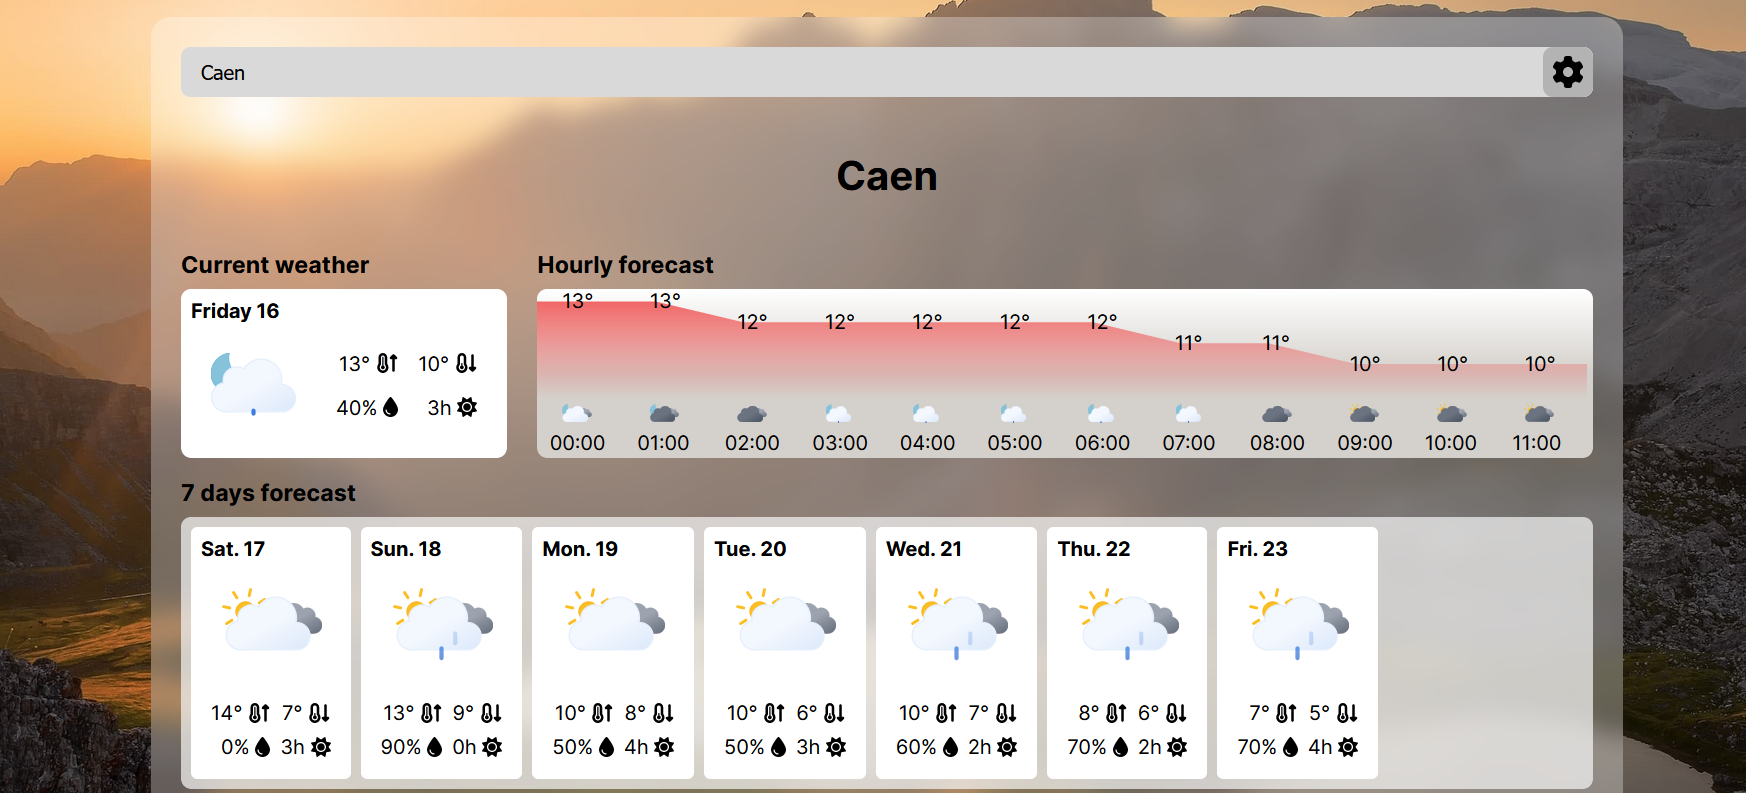 Caen
Caen
Current weather
Friday 16
13° 10°
40% 3h
Hourly forecast
13° 13° 12° 12° 12° 12° 12° 11° 11° 10° 10° 10°
00:00 01:00 02:00 03:00 04:00 05:00 06:00 07:00 08:00 09:00 10:00 11:00
7 days forecast
Sat. 17
14° 7°
0% 3h
Sun. 18
13° 9°
90% 0h
Mon. 19
10° 8°
50% 4h
Tue. 20
10° 6°
50% 3h
Wed. 21
10° 7°
60% 2h
Thu. 22
8° 6°
70% 2h
Fri. 23
7° 5°
70% 4h